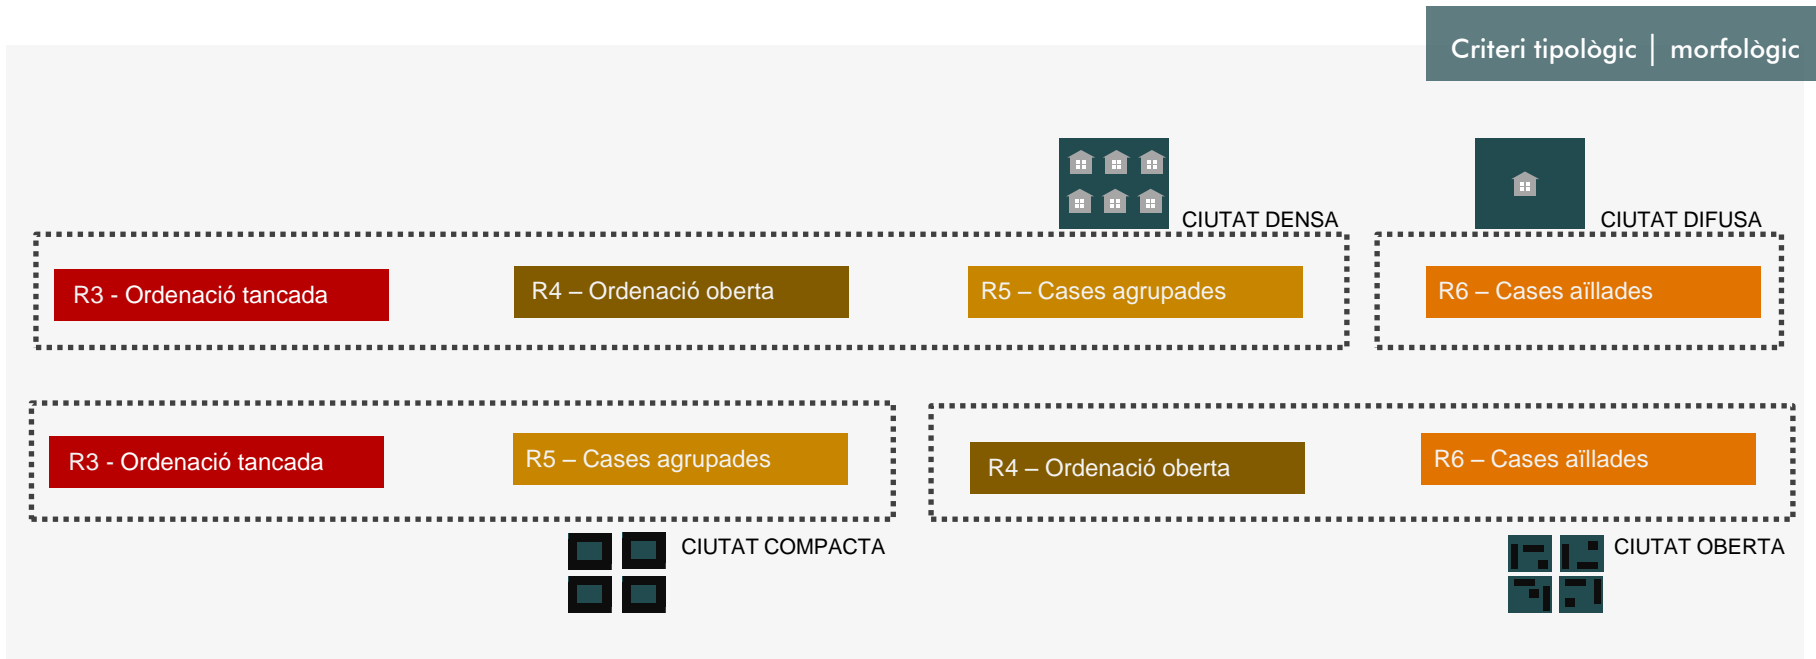 Criteri tipològic | morfològic
CIUTAT DENSA
CIUTAT DIFUSA
R3 - Ordenació tancada
R4 – Ordenació oberta
R5 – Cases agrupades
R6 – Cases aïllades
R3 - Ordenació tancada
R5 – Cases agrupades
R4 – Ordenació oberta
R6 – Cases aïllades
CIUTAT COMPACTA
CIUTAT OBERTA